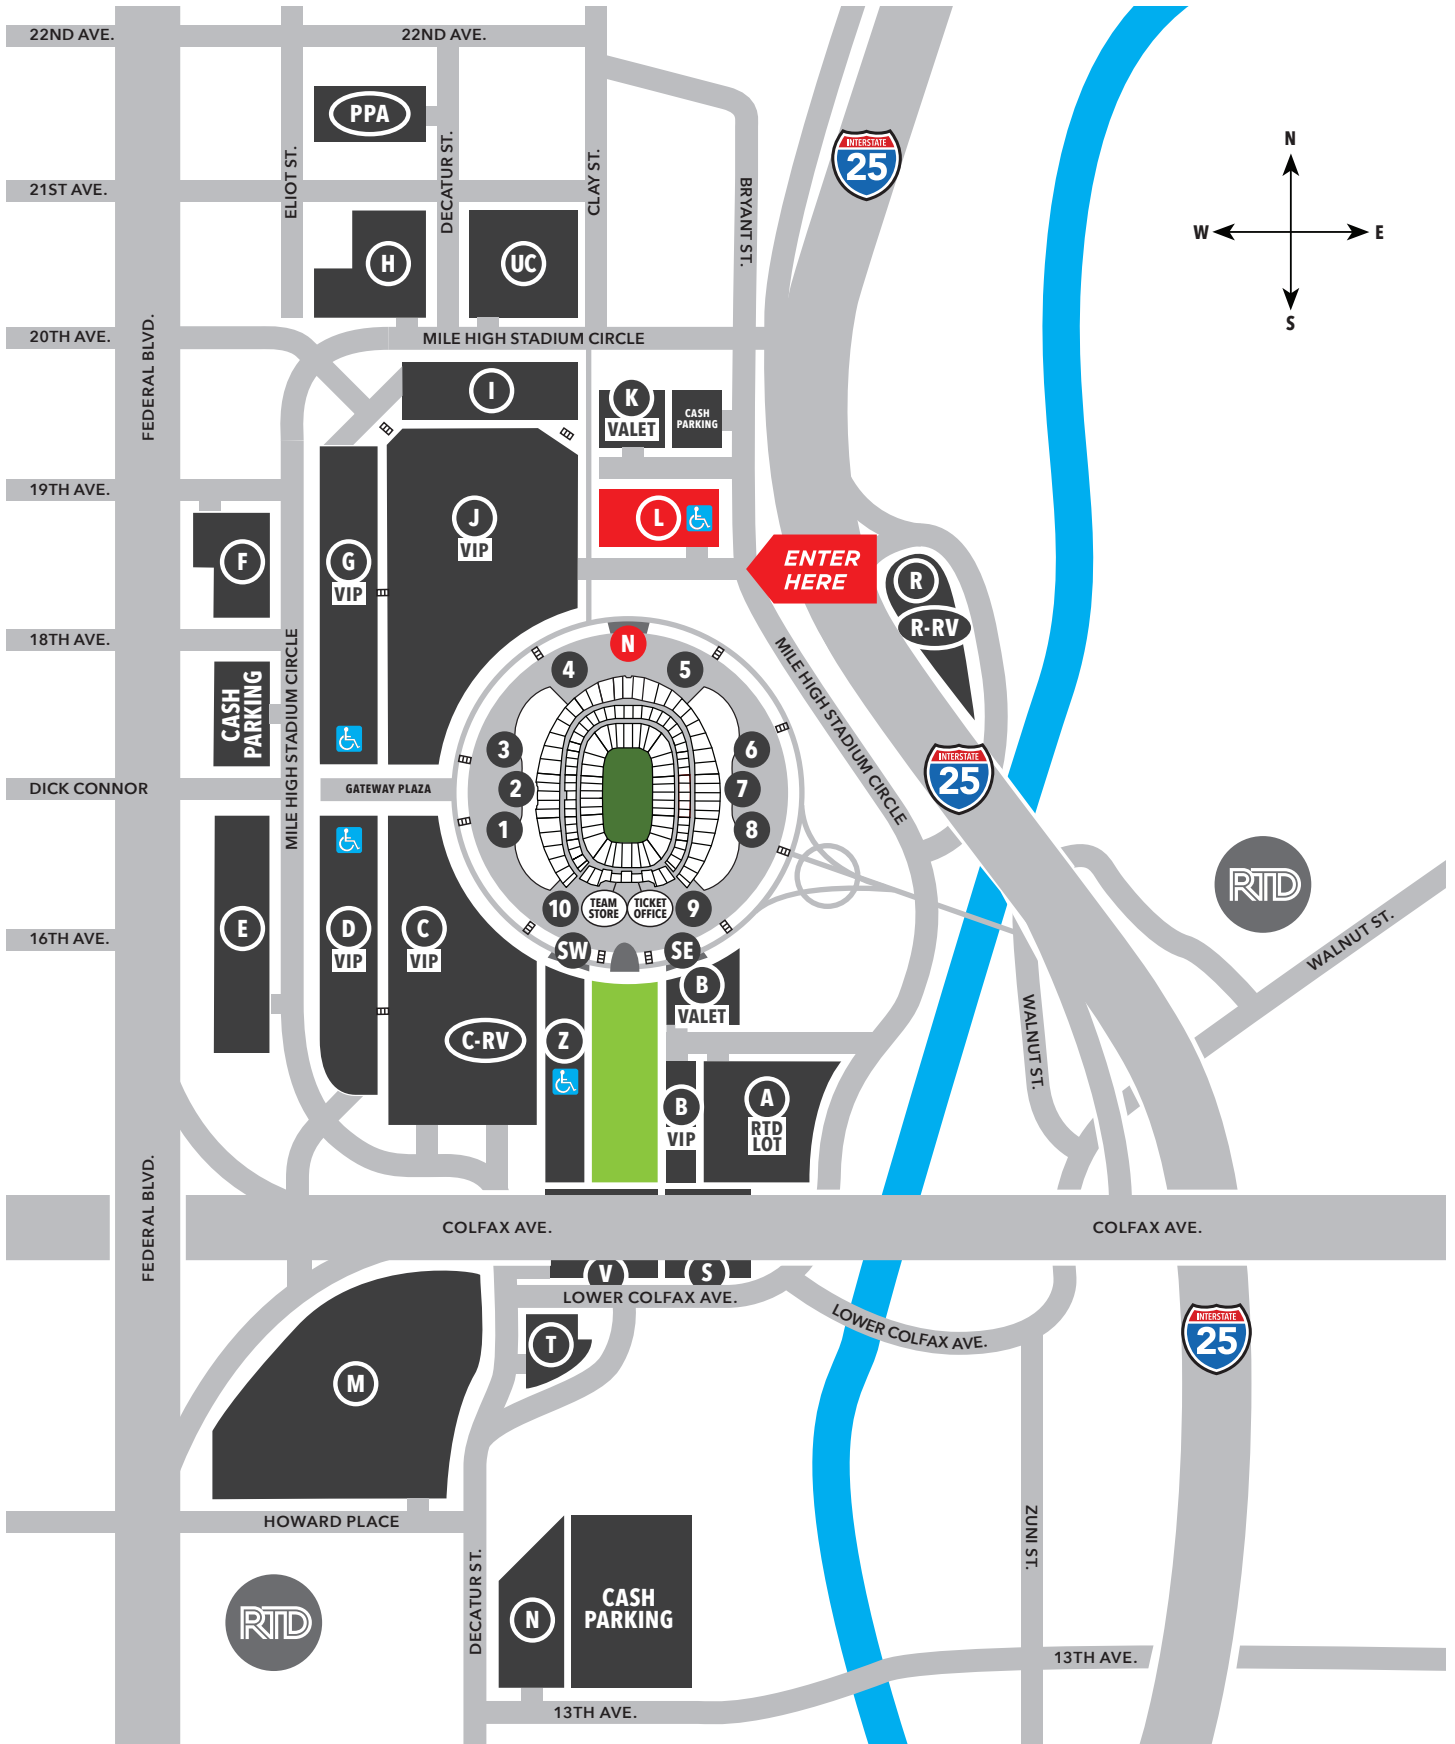 22ND AVE.
22ND AVE.
PPA
INTERSTATE
25
N
W
E
S
21ST AVE.
ELIOT ST.
DECATUR ST.
CLAY ST.
BRYANT ST.
H
UC
FEDERAL BLVD.
20TH AVE.
MILE HIGH STADIUM CIRCLE
I
K
VALET
CASH
PARKING
19TH AVE.
J
VIP
L
F
G
VIP
ENTER
HERE
R
R-RV
18TH AVE.
MILE HIGH STADIUM CIRCLE
N
4
5
MILE HIGH STADIUM CIRCLE
CASH
PARKING
3
6
INTERSTATE
25
DICK CONNOR
GATEWAY PLAZA
2
7
1
8
RTD
E
D
VIP
C
VIP
10
TEAM
STORE
TICKET
OFFICE
9
16TH AVE.
SW
SE
WALNUT ST.
B
VALET
C-RV
Z
WALNUT ST.
B
VIP
A
RTD
LOT
FEDERAL BLVD.
COLFAX AVE.
COLFAX AVE.
V
S
LOWER COLFAX AVE.
LOWER COLFAX AVE.
INTERSTATE
25
T
M
HOWARD PLACE
ZUNI ST.
DECATUR ST.
RTD
N
CASH
PARKING
13TH AVE.
13TH AVE.